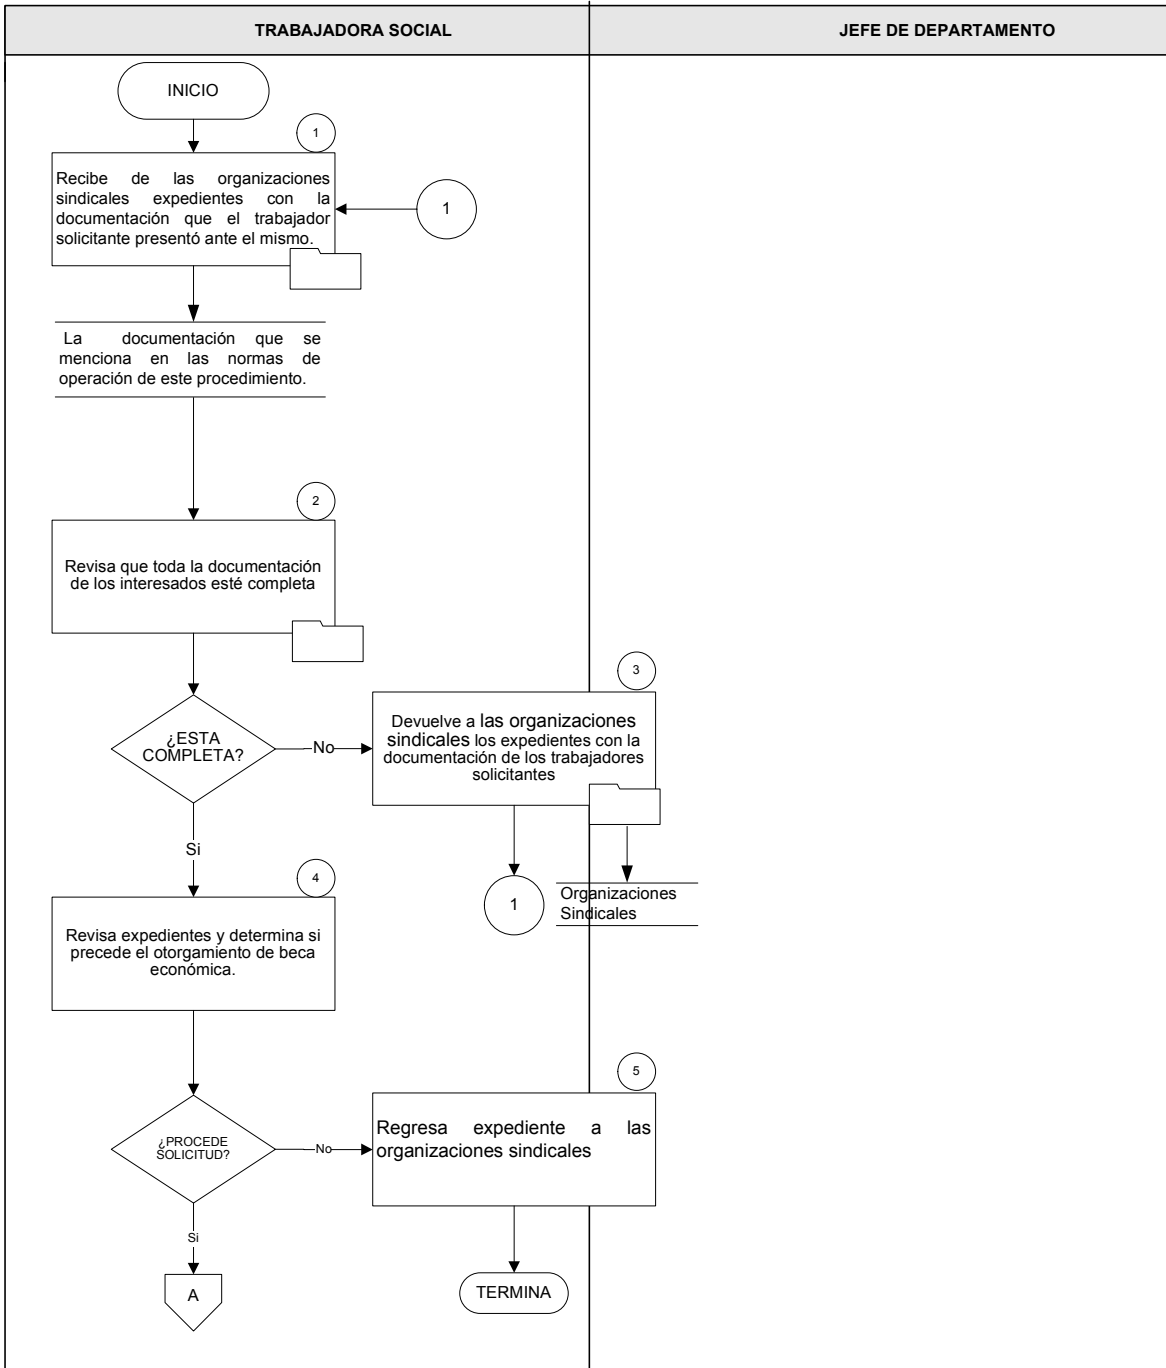 TRABAJADORA SOCIAL
JEFE DE DEPARTAMENTO
INICIO
1
Recibe de las organizaciones
sindicales expedientes con la
documentación que el trabajador
solicitante presentó ante el mismo.
1
La documentación que se
menciona en las normas de
operación de este procedimiento.
2
Revisa que toda la documentación
de los interesados esté completa
3
¿ESTA
COMPLETA?
No
Devuelve a las organizaciones
sindicales los expedientes con la
documentación de los trabajadores
solicitantes
Si
4
1
Organizaciones
Sindicales
Revisa expedientes y determina si
precede el otorgamiento de beca
económica.
5
¿PROCEDE
SOLICITUD?
No
Regresa expediente a las
organizaciones sindicales
Si
A
TERMINA